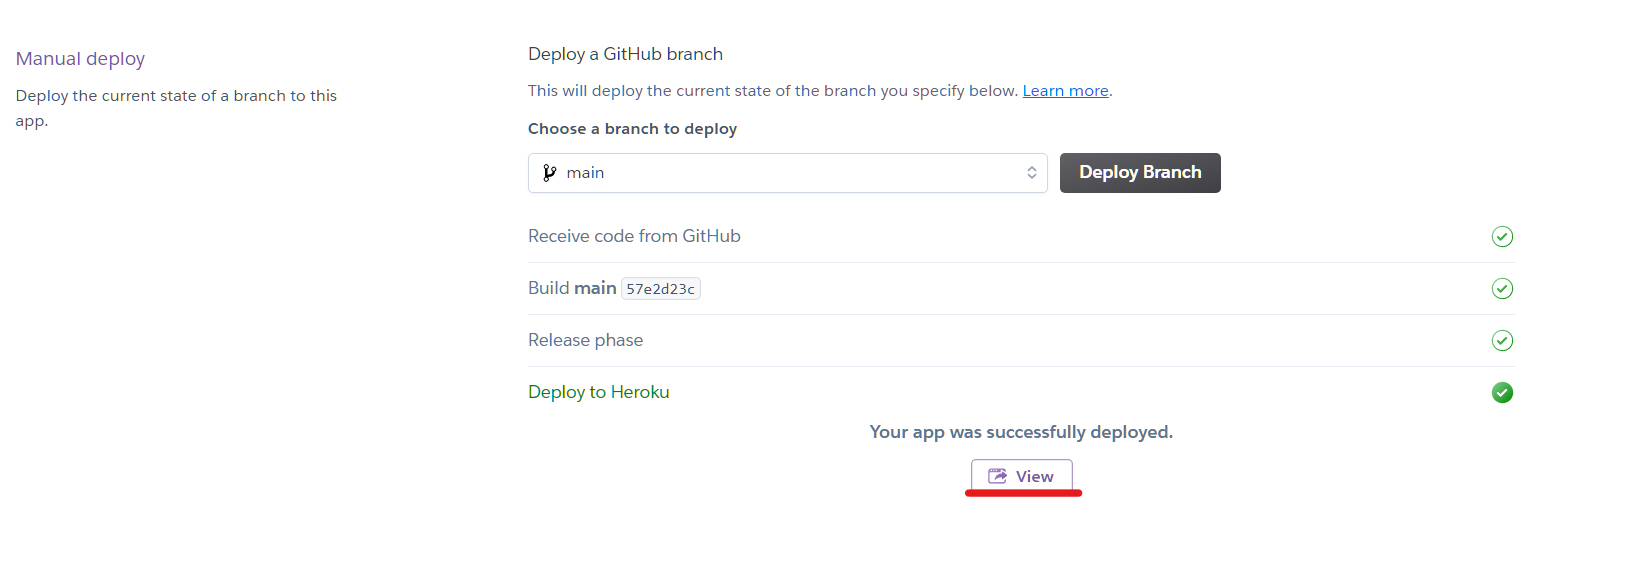 Manual deploy
Deploy the current state of a branch to this
app.
Deploy a GitHub branch
This will deploy the current state of the branch you specify below. Learn more.
Choose a branch to deploy
main
Deploy Branch
Receive code from GitHub
Build main 57e2d23c
Release phase
Deploy to Heroku
Your app was successfully deployed.
View